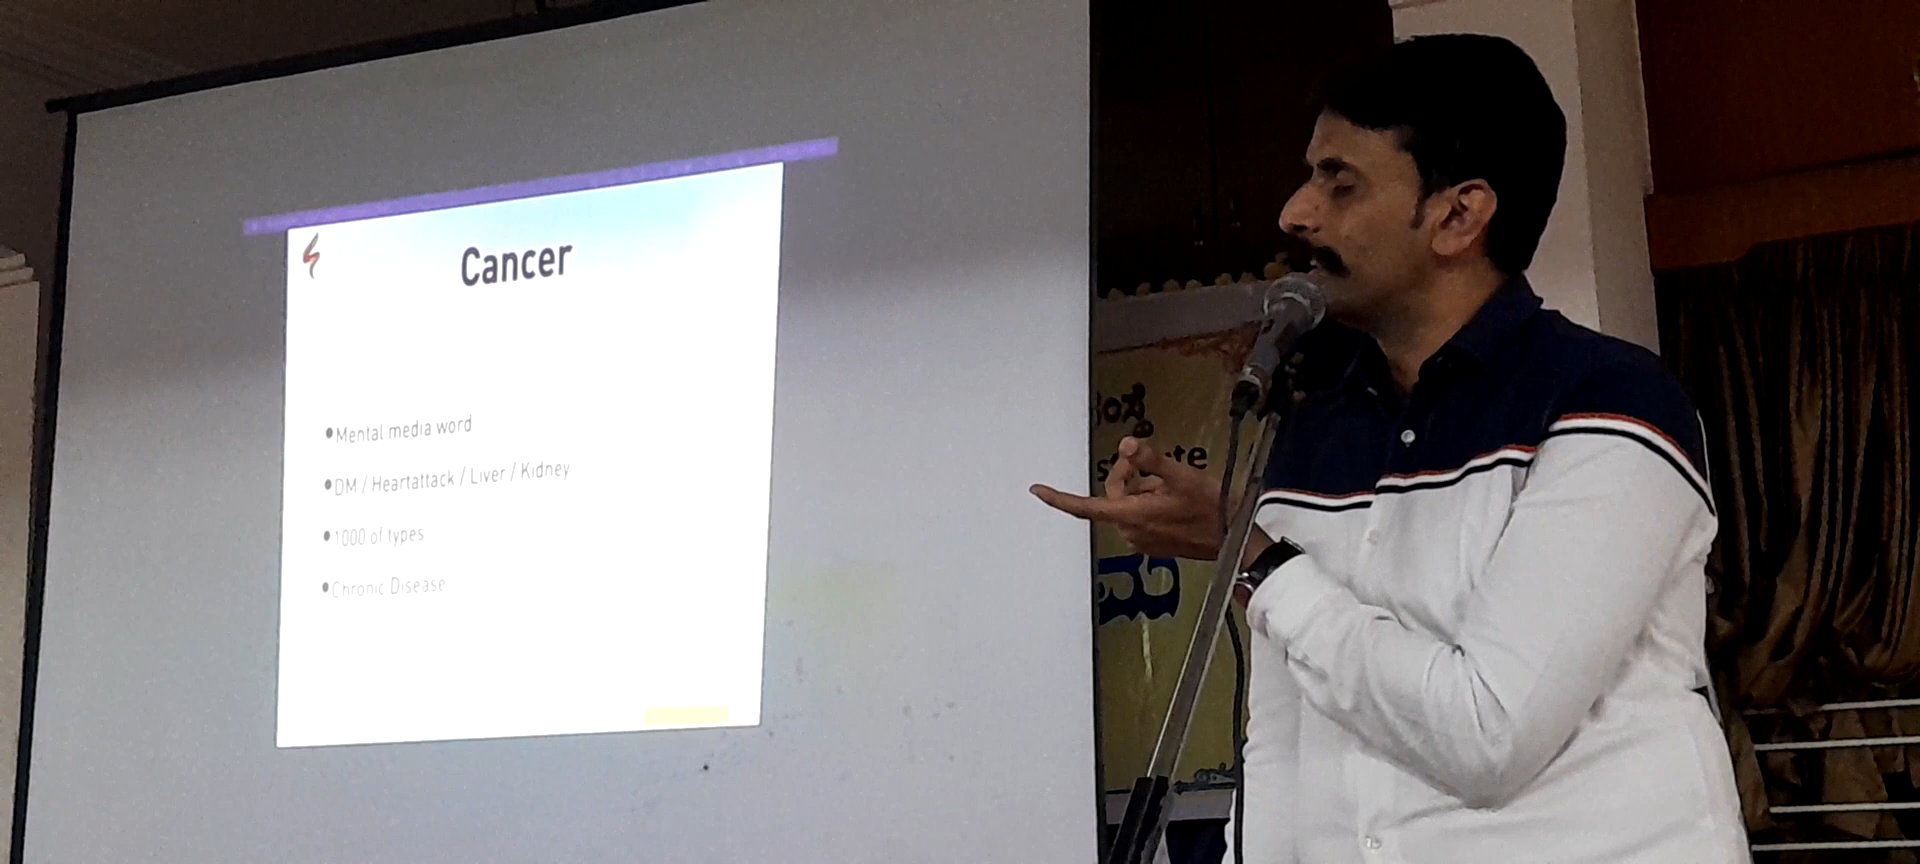 Cancer
Mental media word
DM / Heartattack / Liver / Kidney
1000 of types
Chronic Disease